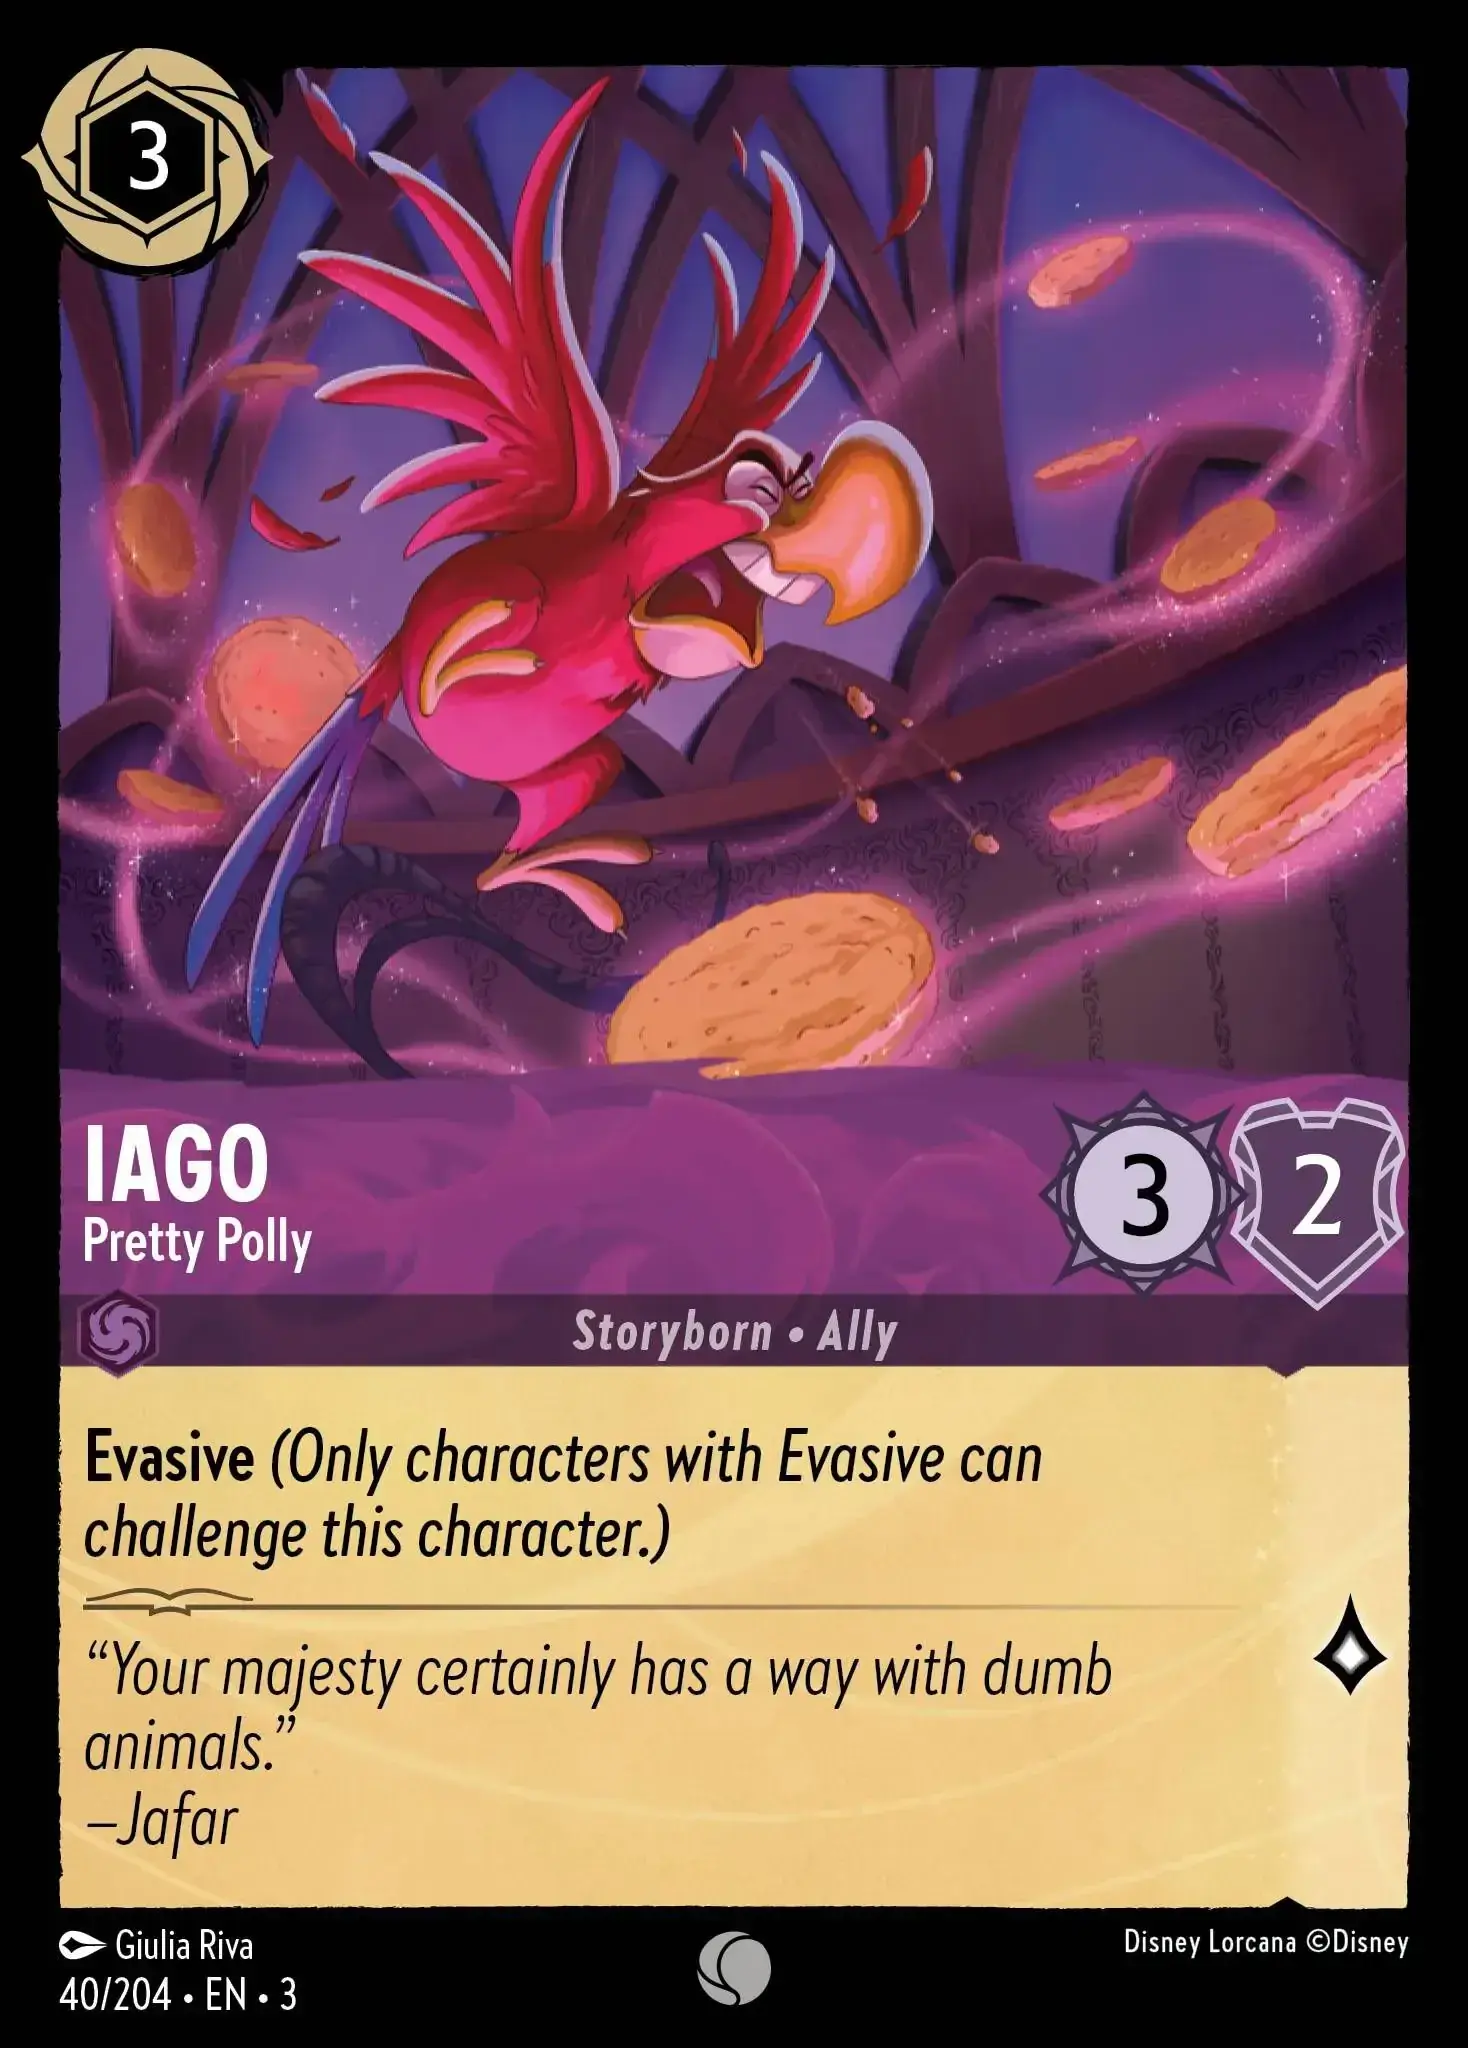 3
IAGO
Pretty Polly
3
2
Storyborn • Ally
Evasive (Only characters with Evasive can
challenge this character.)
“Your majesty certainly has a way with dumb
animals.”
–Jafar
Giulia Riva
Disney Lorcana ©Disney
40/204 • EN • 3